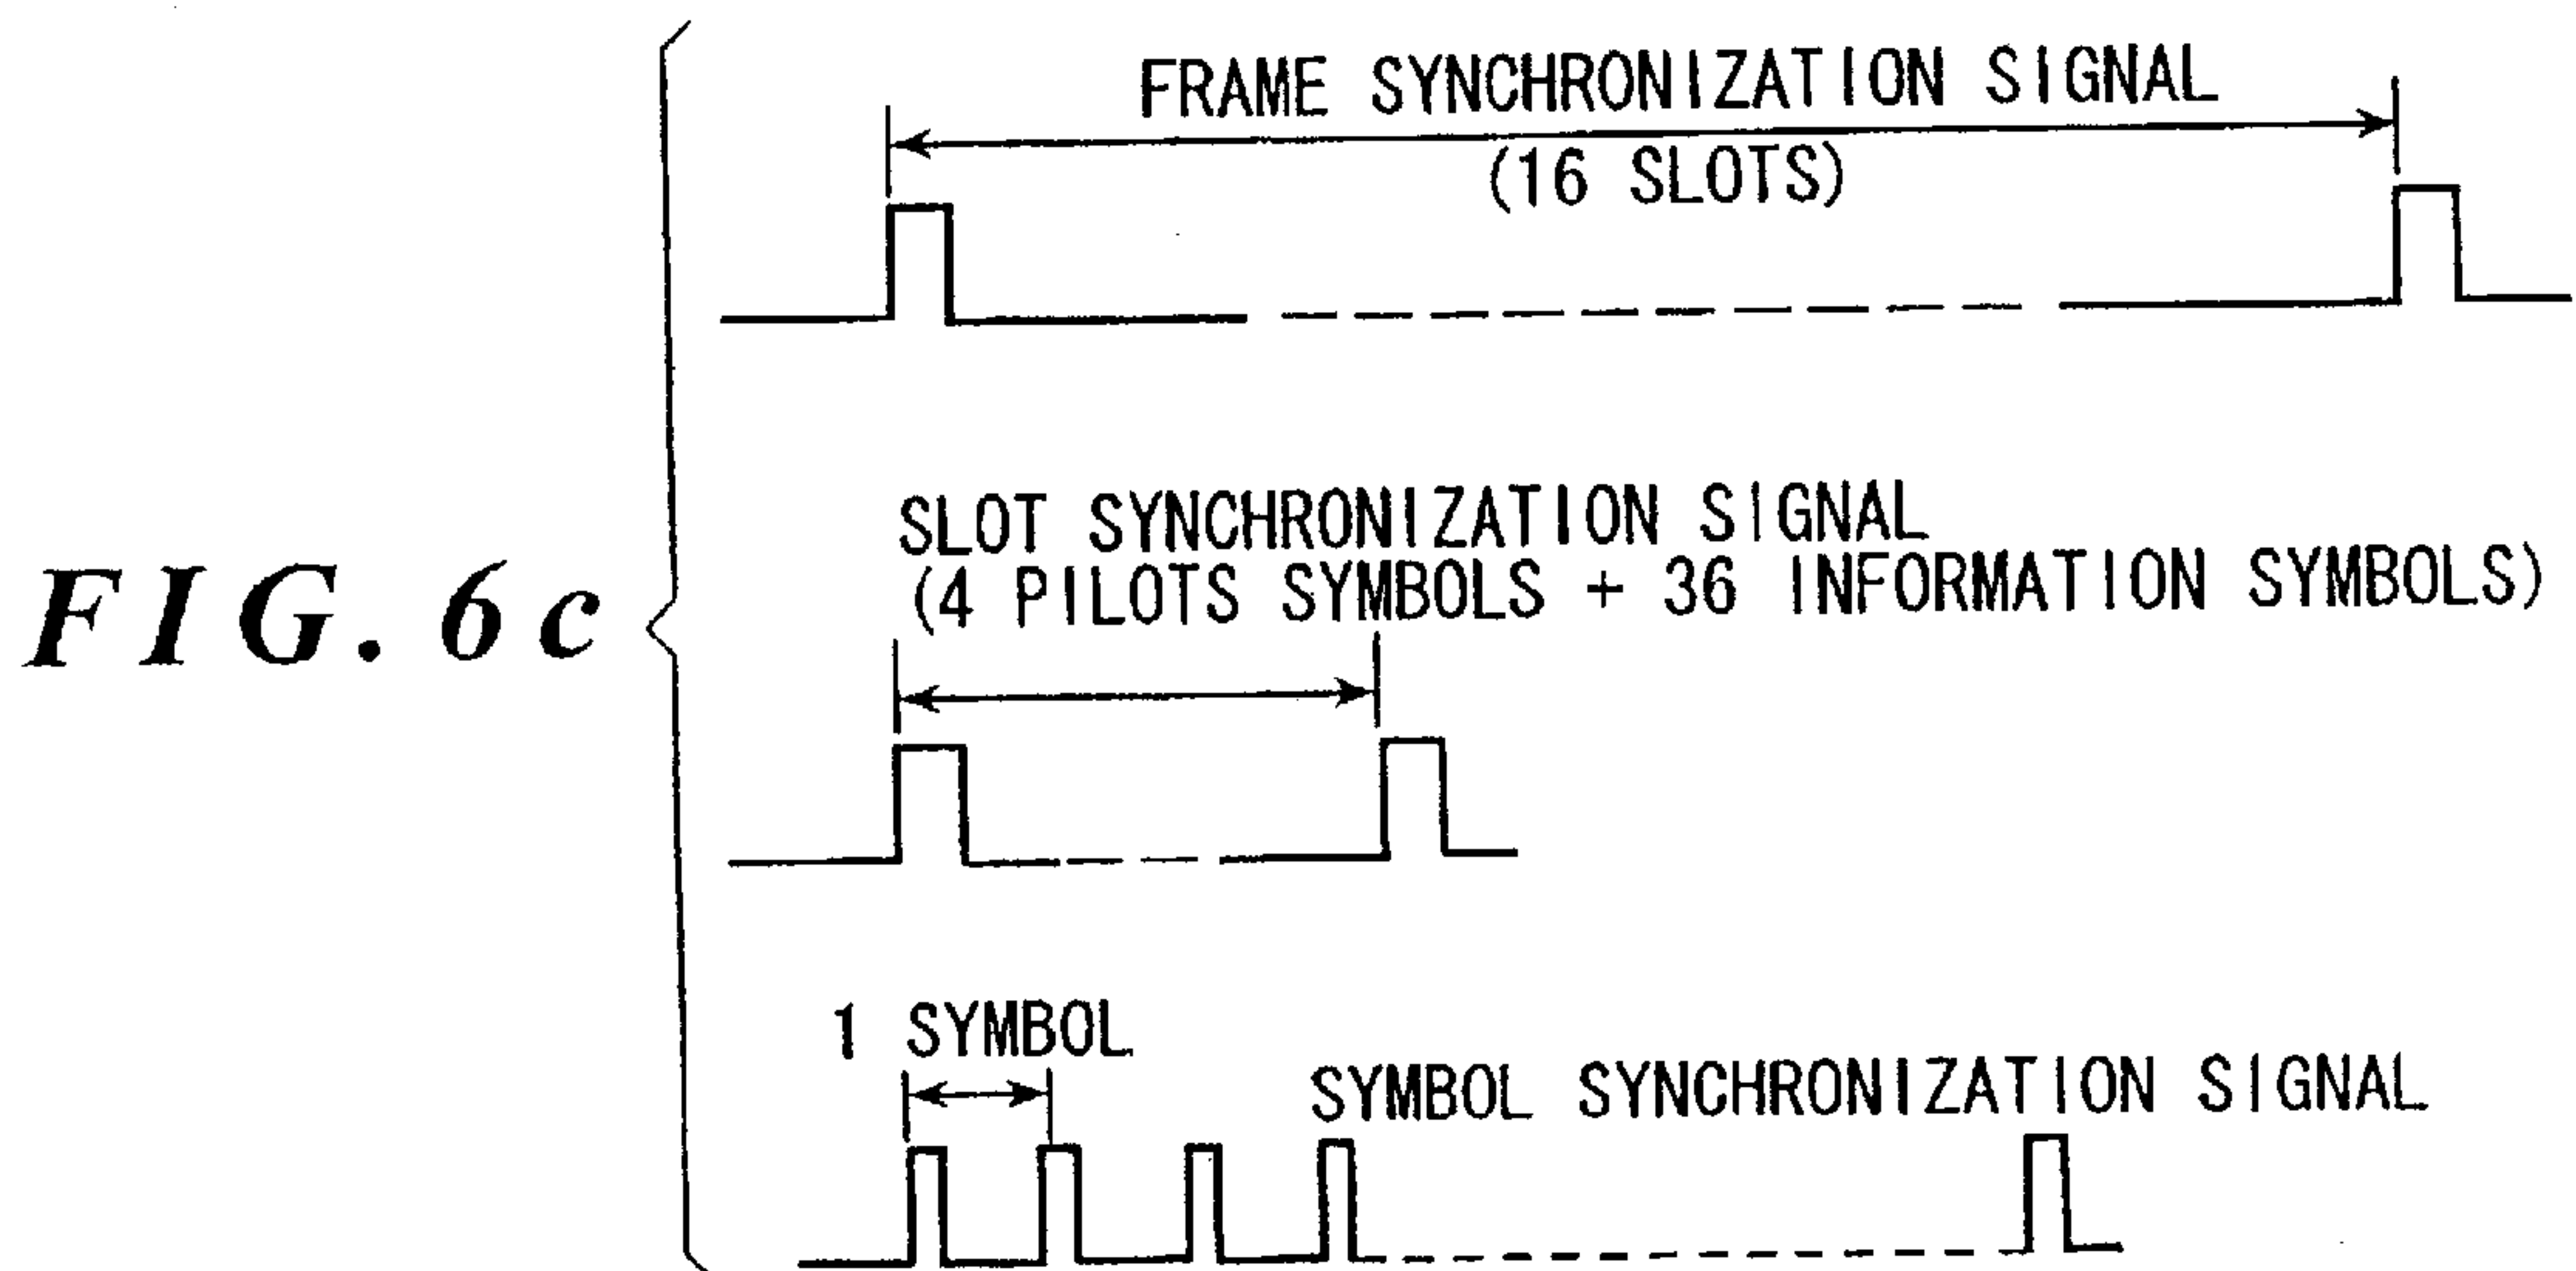 FRAME SYNCHRONIZATION SIGNAL
(16 SLOTS)
SLOT SYNCHRONIZATION SIGNAL
(4 PILOTS SYMBOLS + 36 INFORMATION SYMBOLS)
FIG. 6c
1 SYMBOL
SYMBOL SYNCHRONIZATION SIGNAL